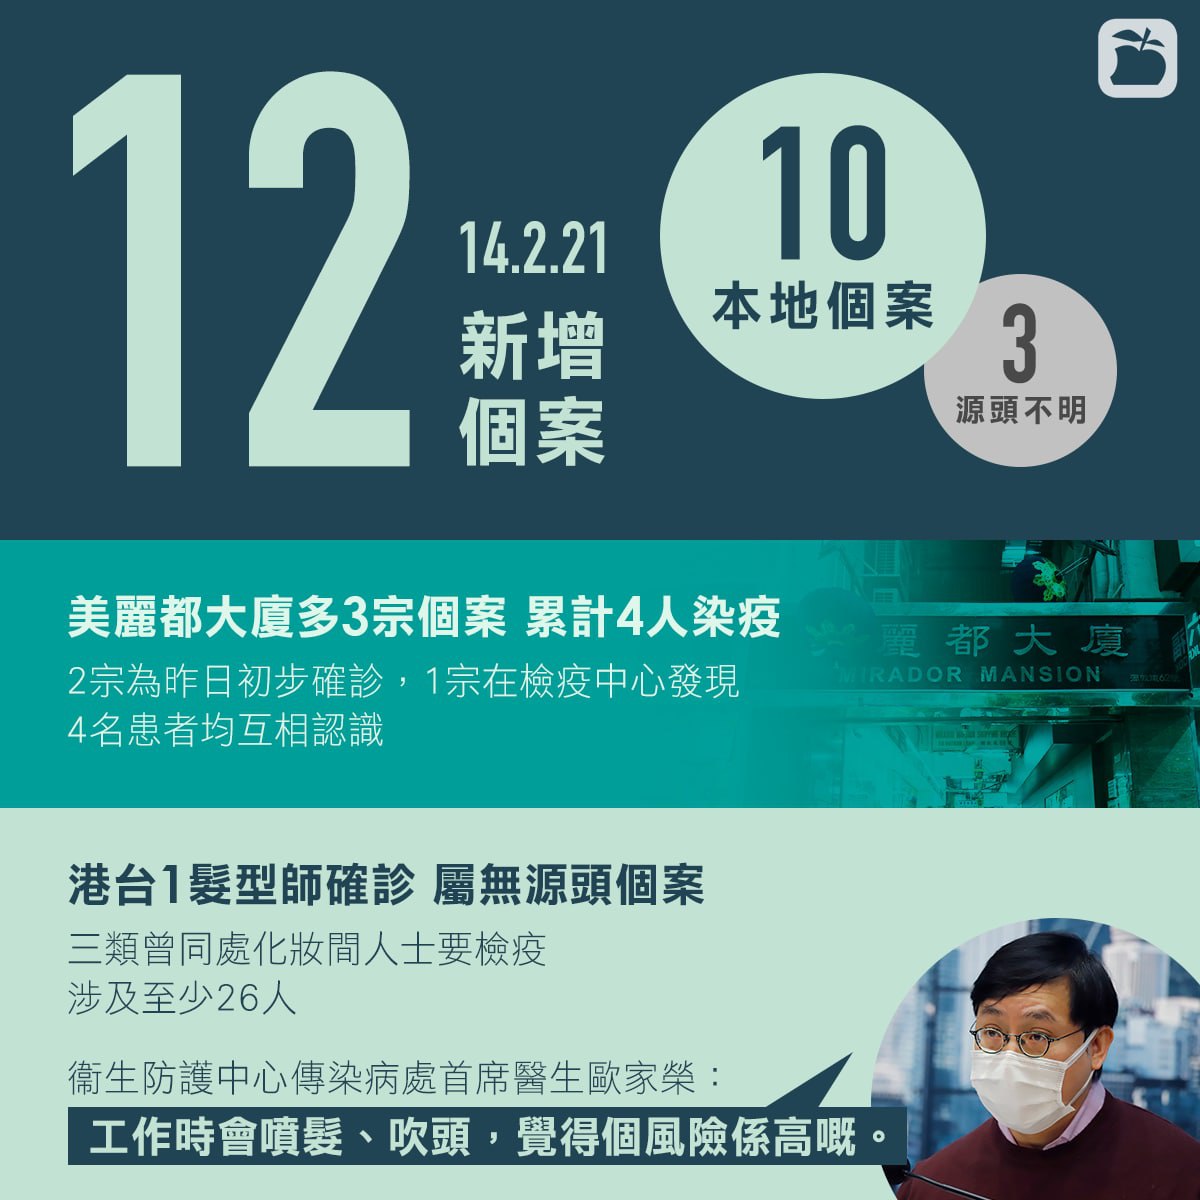 12
14.2.21
新增
個案
10
本地個案
3
源頭不明
美麗都大廈多3宗個案 累計4人染疫
2宗為昨日初步確診，1宗在檢疫中心發現
4名患者均互相認識
麗都大廈
MIRADOR MANSION
港台1髮型師確診 屬無源頭個案
三類曾同處化妝間人士要檢疫
涉及至少26人
衞生防護中心傳染病處首席醫生歐家榮：
工作時會噴髮、吹頭，覺得個風險係高嘅。